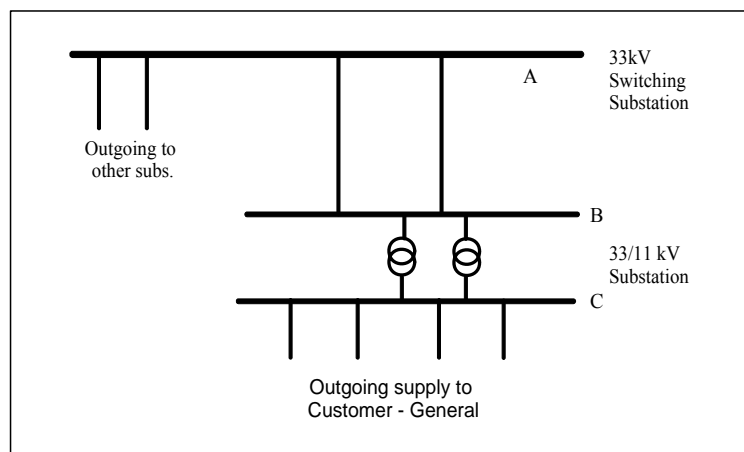 33kV
Switching
Substation
A
Outgoing to
other subs.
B
33/11 kV
Substation
C
Outgoing supply to
Customer - General